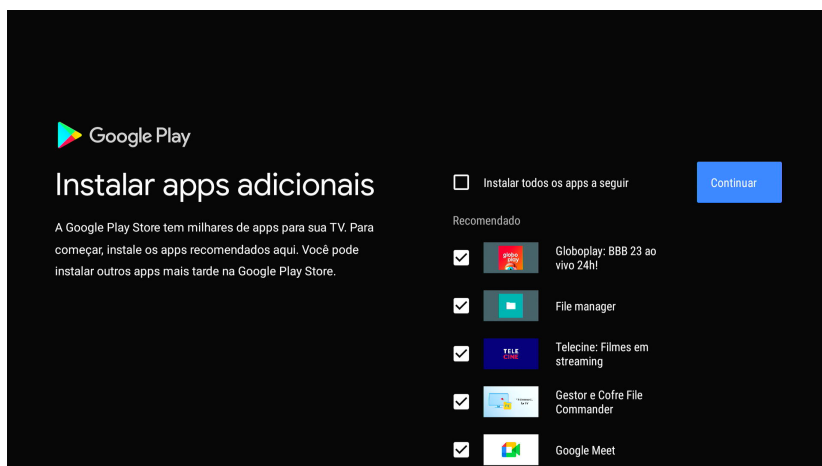 Google Play
Instalar apps adicionais
A Google Play Store tem milhares de apps para sua TV. Para
começar, instale os apps recomendados aqui. Você pode
instalar outros apps mais tarde na Google Play Store.
Instalar todos os apps a seguir
Continuar
Recomendado
globo
play
Globoplay: BBB 23 ao
vivo 24h!
File manager
TELE
CINE
Telecine: Filmes em
streaming
Gestor e Cofre File
Commander
Google Meet